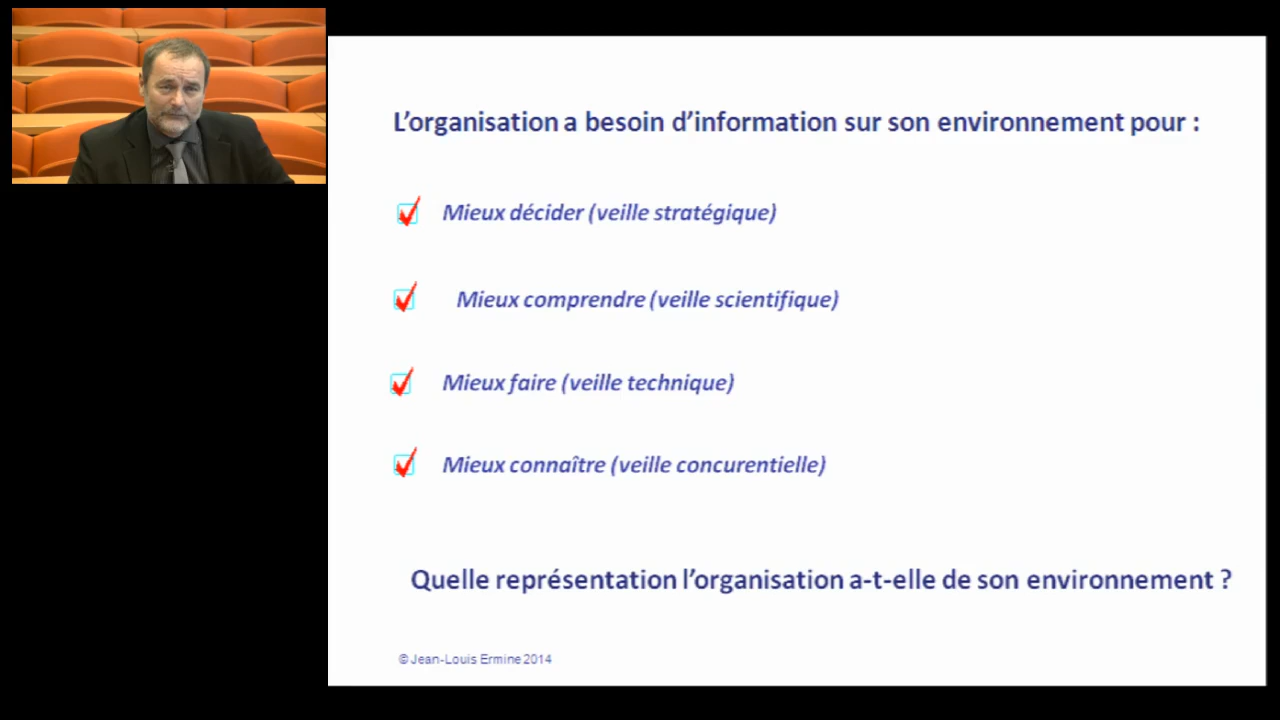 L’organisation a besoin d’information sur son environnement pour :
Mieux décider (veille stratégique)
Mieux comprendre (veille scientifique)
Mieux faire (veille technique)
Mieux connaître (veille concurentielle)
Quelle représentation l’organisation a-t-elle de son environnement ?
© Jean-Louis Ermine 2014